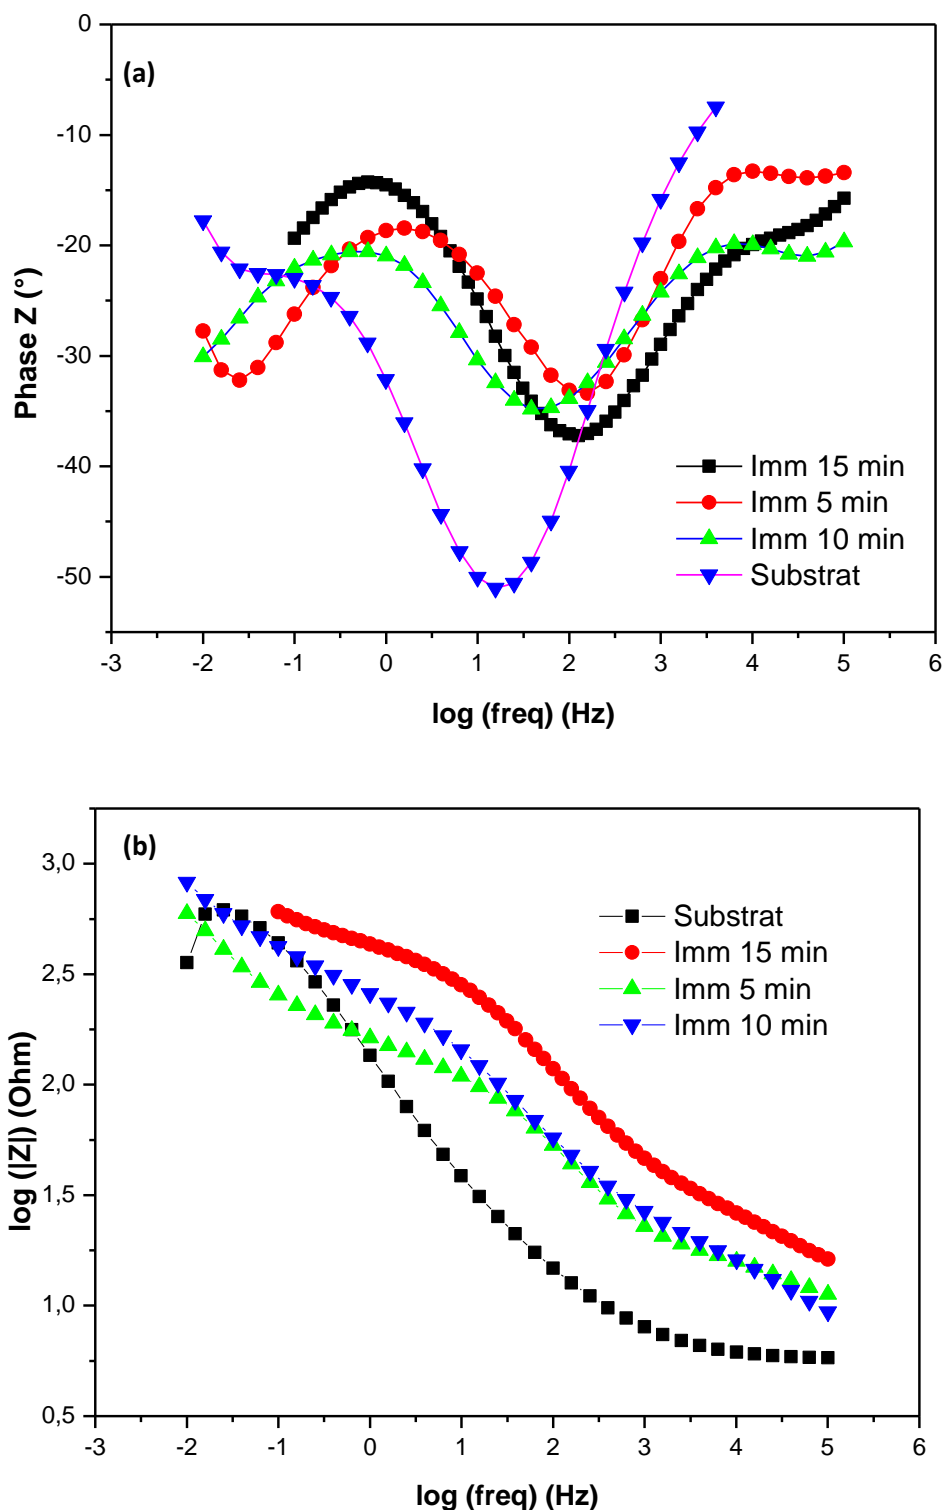 (a)
0
-10
-20
-30
-40
-50
Phase Z (°)
Imm 15 min
Imm 5 min
Imm 10 min
Substrat
-3 -2 -1 0 1 2 3 4 5 6
log (freq) (Hz)
(b)
3,0
2,5
2,0
1,5
1,0
0,5
log (|Z|) (Ohm)
Substrat
Imm 15 min
Imm 5 min
Imm 10 min
-3 -2 -1 0 1 2 3 4 5 6
log (freq) (Hz)